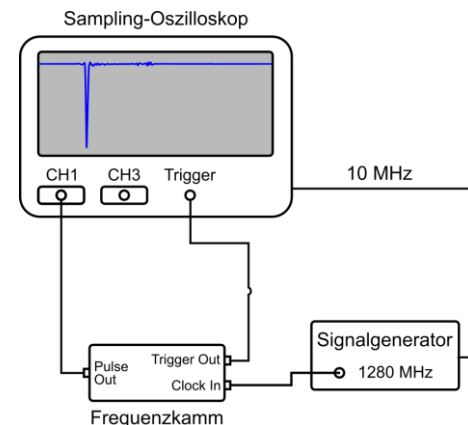 Sampling-Oszilloskop
CH1 CH3 Trigger
10 MHz
Signalgenerator
1280 MHz
Pulse
Out
Trigger Out
Clock In
Frequenzkamm